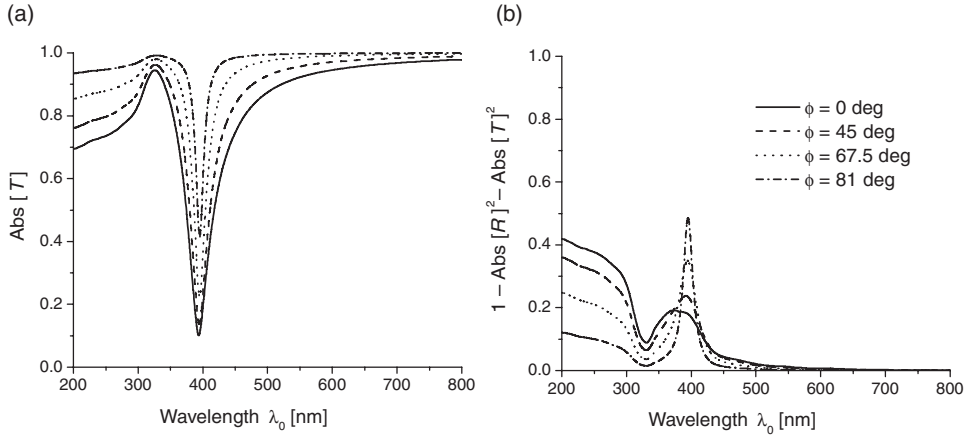 (a)
1.0
0.8
0.6
0.4
0.2
0.0
Abs [T]
200 300 400 500 600 700 800
Wavelength λ0 [nm]
(b)
1.0
0.8
0.6
0.4
0.2
0.0
1 – Abs [R]² – Abs [T]²
ϕ = 0 deg
ϕ = 45 deg
ϕ = 67.5 deg
ϕ = 81 deg
200 300 400 500 600 700 800
Wavelength λ0 [nm]